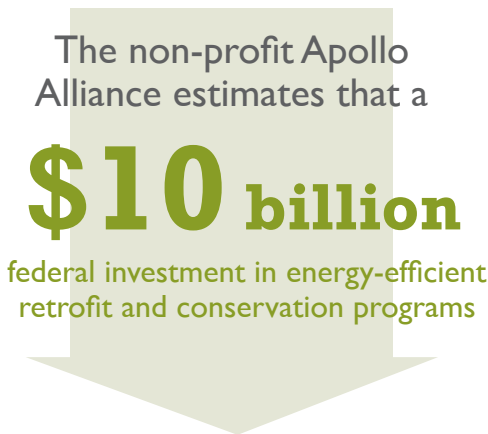 The non-profit Apollo
Alliance estimates that a
$10 billion
federal investment in energy-efficient
retrofit and conservation programs